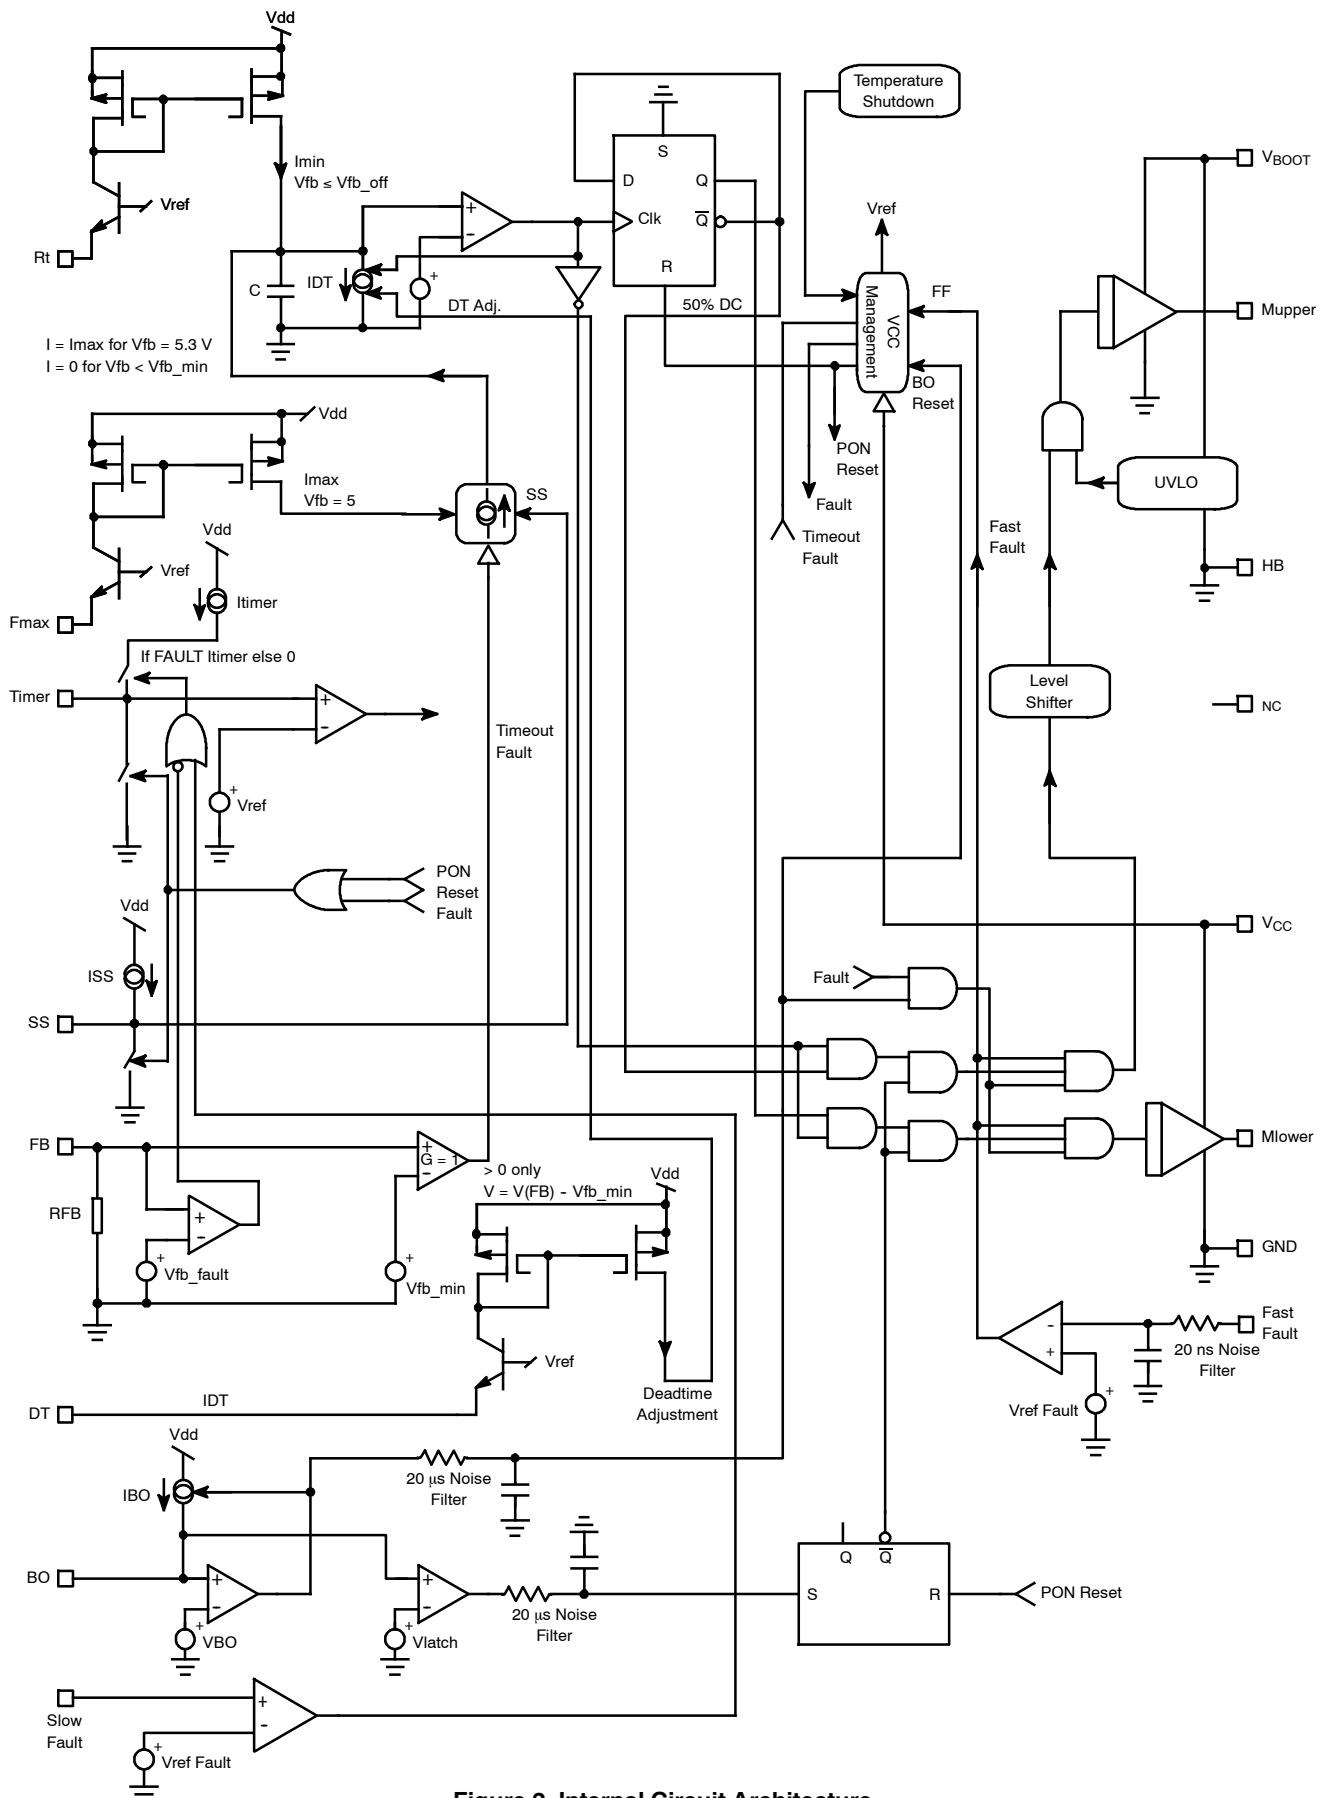 Vdd
Temperature
Shutdown
S
VBOOT
Imin
Vfb ≤ Vfb_off
D
Q
Vref
Vref
+
-
Clk
Q
Rt
R
C
IDT
+
DT Adj.
50% DC
FF
Mupper
VCC
Management
I = Imax for Vfb = 5.3 V
I = 0 for Vfb < Vfb_min
BO
Reset
Vdd
PON
Reset
Imax
Vfb = 5
SS
UVLO
Fault
Vdd
Timeout
Fault
Fast
Fault
Vref
HB
Itimer
Fmax
If FAULT Itimer else 0
Timer
+
-
Level
Shifter
NC
Timeout
Fault
+
Vref
PON
Reset
Fault
Vdd
VCC
ISS
Fault
SS
FB
+
G = 1
-
> 0 only
V = V(FB) - Vfb_min
Vdd
Mlower
RFB
+
-
+
Vfb_fault
+
Vfb_min
GND
Fast
Fault
-
+
20 ns Noise
Filter
Vref
Deadtime
Adjustment
+
Vref Fault
DT
IDT
Vdd
IBO
20 μs Noise
Filter
Q
Q
BO
+
-
+
-
S
R
PON Reset
20 μs Noise
Filter
+
VBO
+
Vlatch
+
-
Slow
Fault
+
Vref Fault